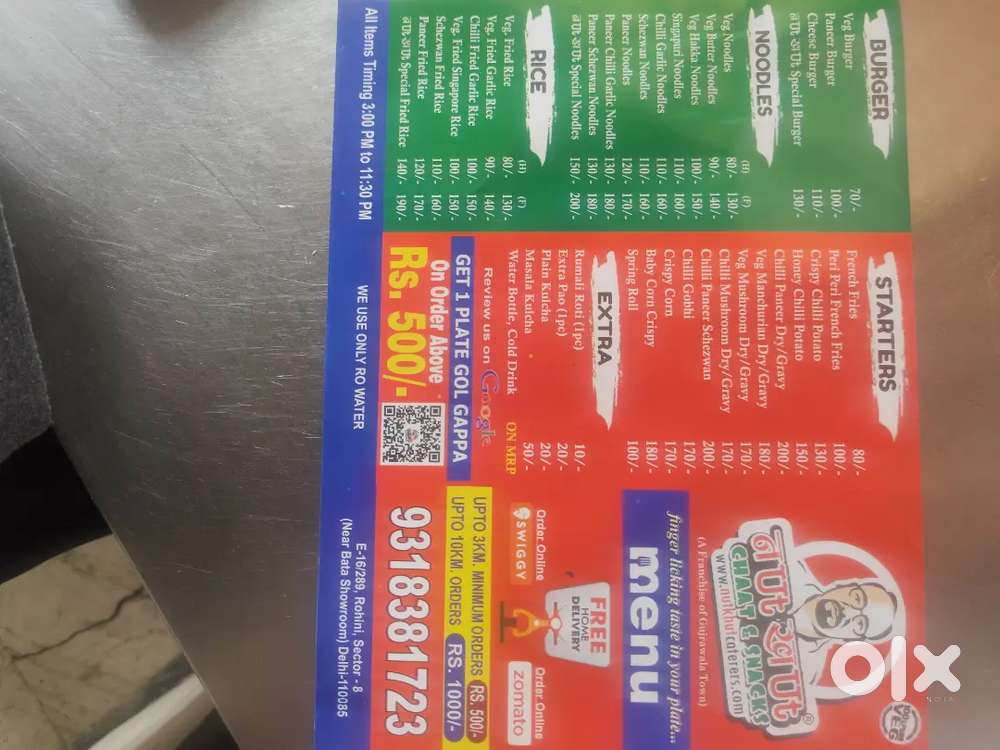 BURGER
Veg Burger 70/-
Paneer Burger 100/-
Cheese Burger 110/-
Special Burger 130/-
NOODLES
(H) (F)
Veg Noodles 80/- 130/-
Veg Butter Noodles 90/- 140/-
Veg Hakka Noodles 100/- 150/-
Singapuri Noodles 110/- 160/-
Chilli Garlic Noodles 110/- 160/-
Schezwan Noodles 110/- 160/-
Paneer Noodles 120/- 170/-
Paneer Chilli Garlic Noodles 130/- 180/-
Paneer Schezwan Noodles 130/- 180/-
Special Noodles 150/- 200/-
RICE
(H) (F)
Veg. Fried Rice 80/- 130/-
Veg. Fried Garlic Rice 90/- 140/-
Chilli Fried Garlic Rice 100/- 150/-
Veg. Fried Singapore Rice 100/- 150/-
Schezwan Fried Rice 110/- 160/-
Paneer Fried Rice 120/- 170/-
Special Fried Rice 140/- 190/-
STARTERS
French Fries 80/-
Peri Peri French Fries 100/-
Crispy Chilli Potato 130/-
Honey Chilli Potato 150/-
Chilli Paneer Dry/Gravy 200/-
Veg Manchurian Dry/Gravy 180/-
Veg Mushroom Dry/Gravy 170/-
Chilli Mushroom Dry/Gravy 170/-
Chilli Paneer Schezwan 200/-
Chilli Gobhi 170/-
Crispy Corn 170/-
Baby Corn Crispy 180/-
Spring Roll 100/-
EXTRA
Rumali Roti (1pc) 10/-
Extra Pao (1pc) 20/-
Plain Kulcha 20/-
Masala Kulcha 50/-
Water Bottle, Cold Drink ON MRP
Review us on Google
GET 1 PLATE GOL GAPPA
On Order Above
Rs. 500/-
CHAAT & SNACKS
www.nutkhutcaterers.com
(A Franchise of Gujrawala Town)
finger licking taste in your plate...
menu
FREE
HOME
DELIVERY
Order Online
SWIGGY
Order Online
zomato
UPTO 3KM. MINIMUM ORDERS RS. 500/-
UPTO 10KM. ORDERS RS. 1000/-
9318381723
All Items Timing 3:00 PM to 11:30 PM
WE USE ONLY RO WATER
E-16/289, Rohini, Sector - 8
(Near Bata Showroom) Delhi-110085
olx